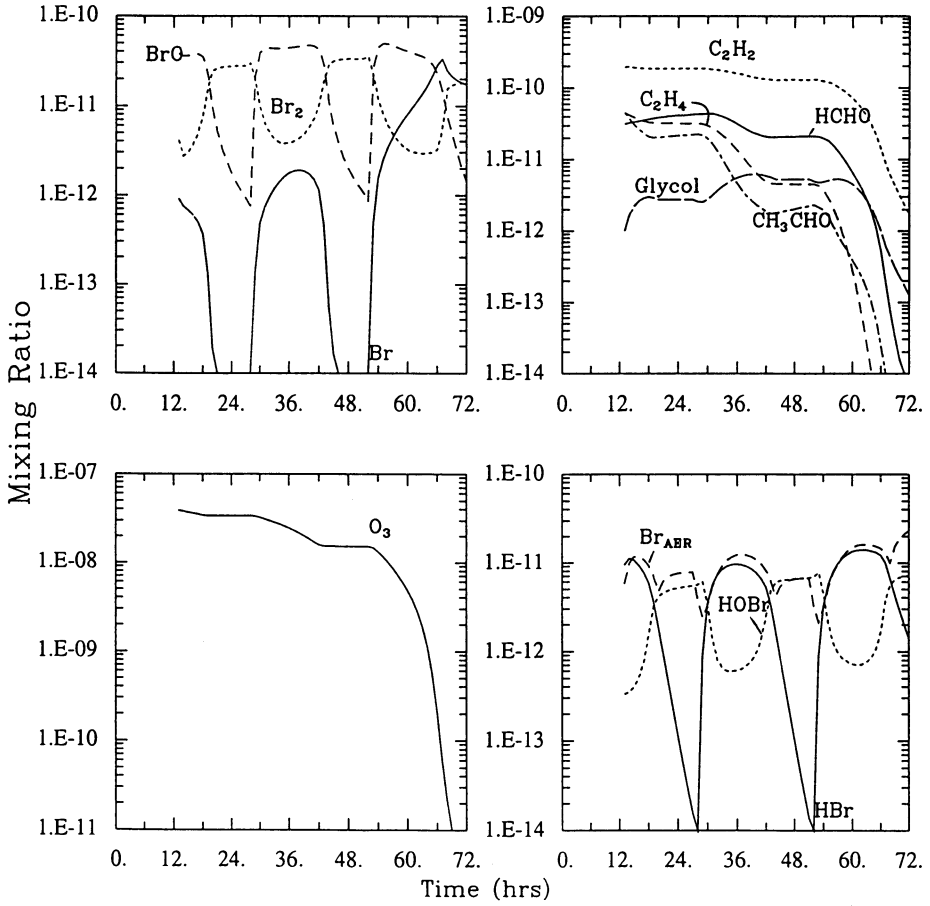 Mixing Ratio
1.E-10
1.E-11
1.E-12
1.E-13
1.E-14
BrO
Br2
Br
0. 12. 24. 36. 48. 60. 72.
1.E-09
1.E-10
1.E-11
1.E-12
1.E-13
1.E-14
C2H2
C2H4
HCHO
Glycol
CH3CHO
0. 12. 24. 36. 48. 60. 72.
1.E-07
1.E-08
1.E-09
1.E-10
1.E-11
O3
0. 12. 24. 36. 48. 60. 72.
1.E-10
1.E-11
1.E-12
1.E-13
1.E-14
BrAER
HOBr
HBr
0. 12. 24. 36. 48. 60. 72.
Time (hrs)